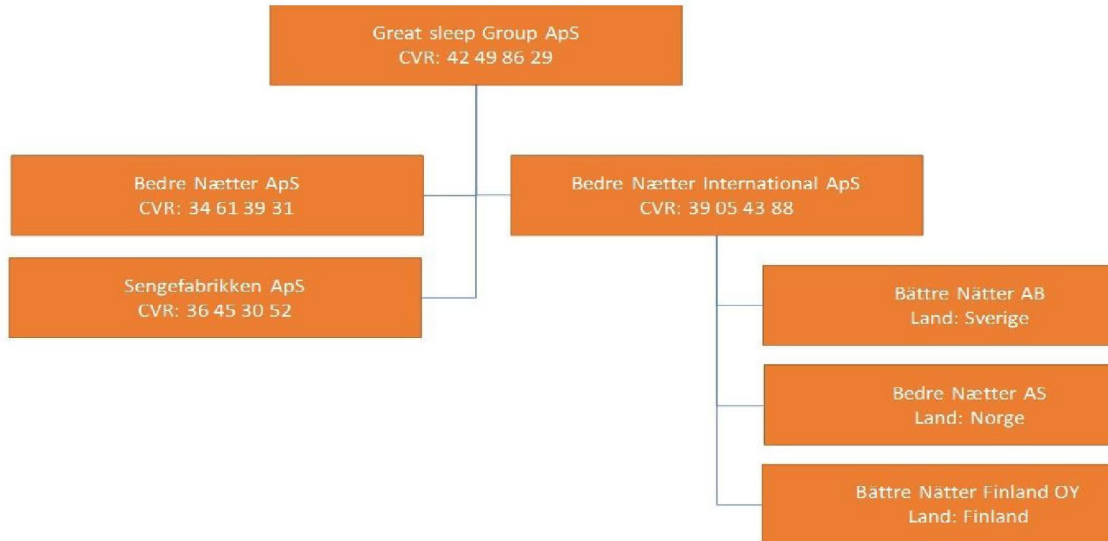 Great sleep Group ApS
CVR: 42 49 86 29
Bedre Nætter ApS
CVR: 34 61 39 31
Bedre Nætter International ApS
CVR: 39 05 43 88
Sengefabrikken ApS
CVR: 36 45 30 52
Bättre Nätter AB
Land: Sverige
Bedre Nætter AS
Land: Norge
Bättre Nätter Finland OY
Land: Finland